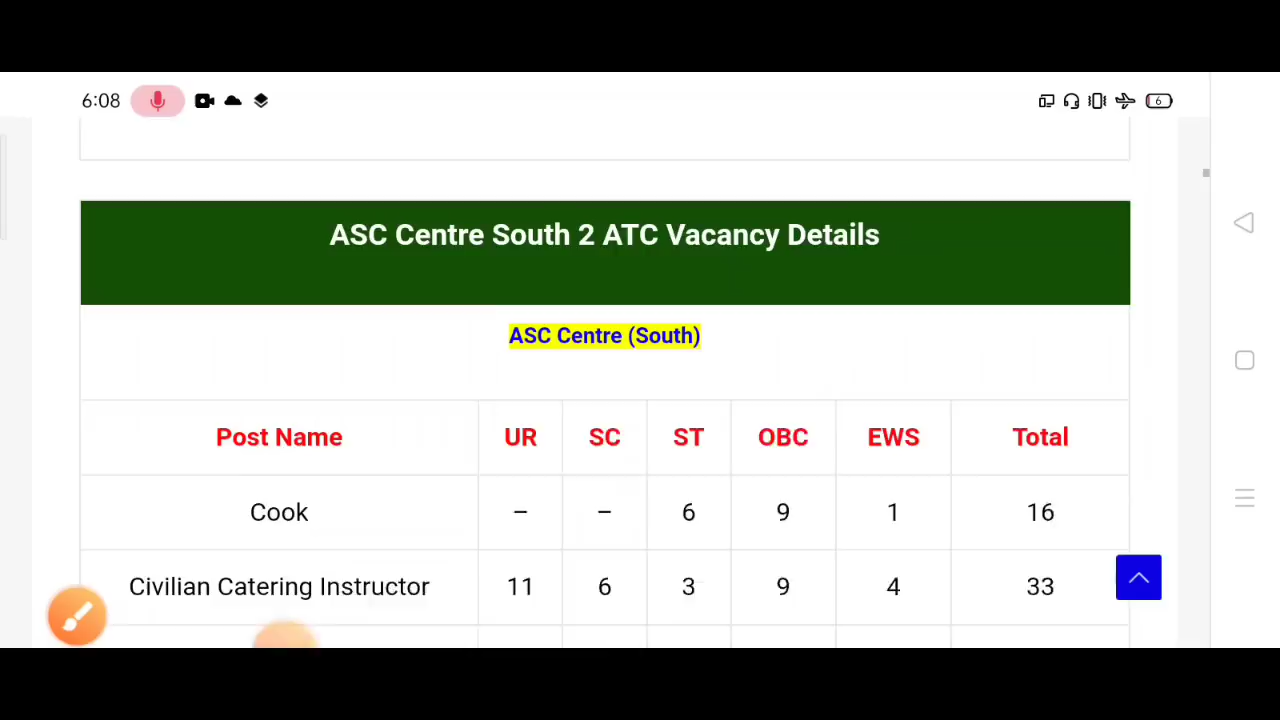 6:08
6
ASC Centre South 2 ATC Vacancy Details
ASC Centre (South)
Post Name UR SC ST OBC EWS Total
Cook – – 6 9 1 16
Civilian Catering Instructor 11 6 3 9 4 33